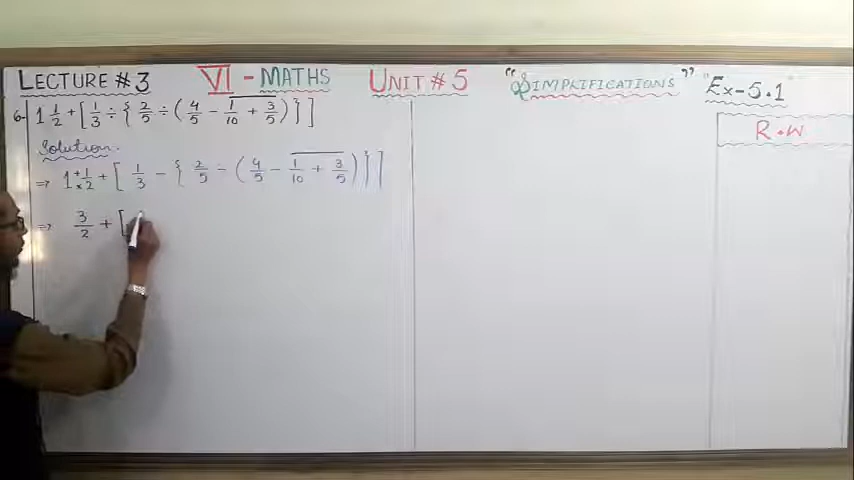 LECTURE #3 VI - MATHS UNIT # 5 "SIMPLIFICATIONS" "Ex-5.1"
6- 1 1/2 + [ 1/3 ÷ { 2/5 ÷ ( 4/5 - 1/10 + 3/5 ) } ]
R.W
Solution.
⇒ 1 + 1/2 + [ 1/3 - { 2/5 ÷ ( 4/5 - 1/10 + 3/5 ) } ]
⇒ 3/2 + [